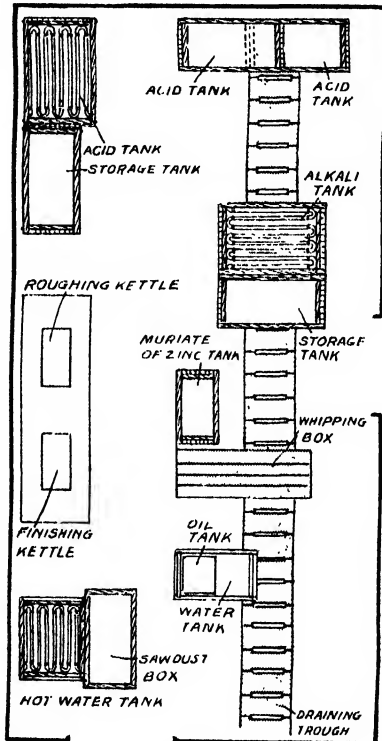 ACID TANK
ACID
TANK
ACID TANK
STORAGE TANK
ALKALI
TANK
ROUGHING KETTLE
MURIATE
OF ZINC TANK
STORAGE
TANK
WHIPPING
BOX
FINISHING
KETTLE
OIL
TANK
WATER
TANK
SAWDUST
BOX
HOT WATER TANK
DRAINING
TROUGH